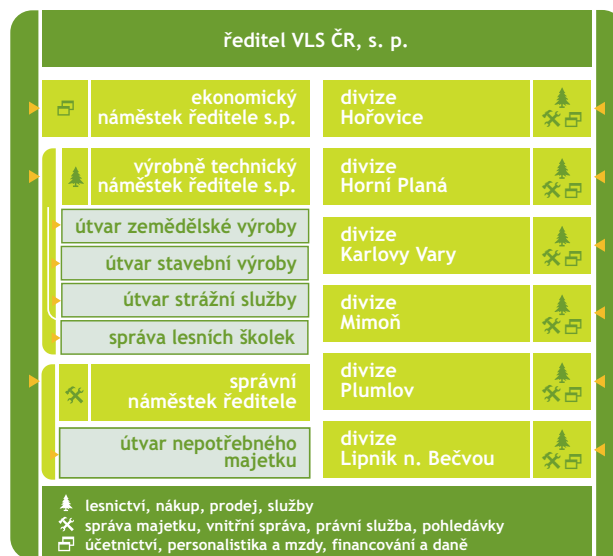 ředitel VLS ČR, s. p.
ekonomický
náměstek ředitele s.p.
výrobně technický
náměstek ředitele s.p.
útvar zemědělské výroby
útvar stavební výroby
útvar strážní služby
správa lesních školek
správní
náměstek ředitele
útvar nepotřebného
majetku
divize
Hořovice
divize
Horní Planá
divize
Karlovy Vary
divize
Mimoň
divize
Plumlov
divize
Lipnik n. Bečvou
lesnictví, nákup, prodej, služby
správa majetku, vnitřní správa, právní služba, pohledávky
účetnictví, personalistika a mzdy, financování a daně